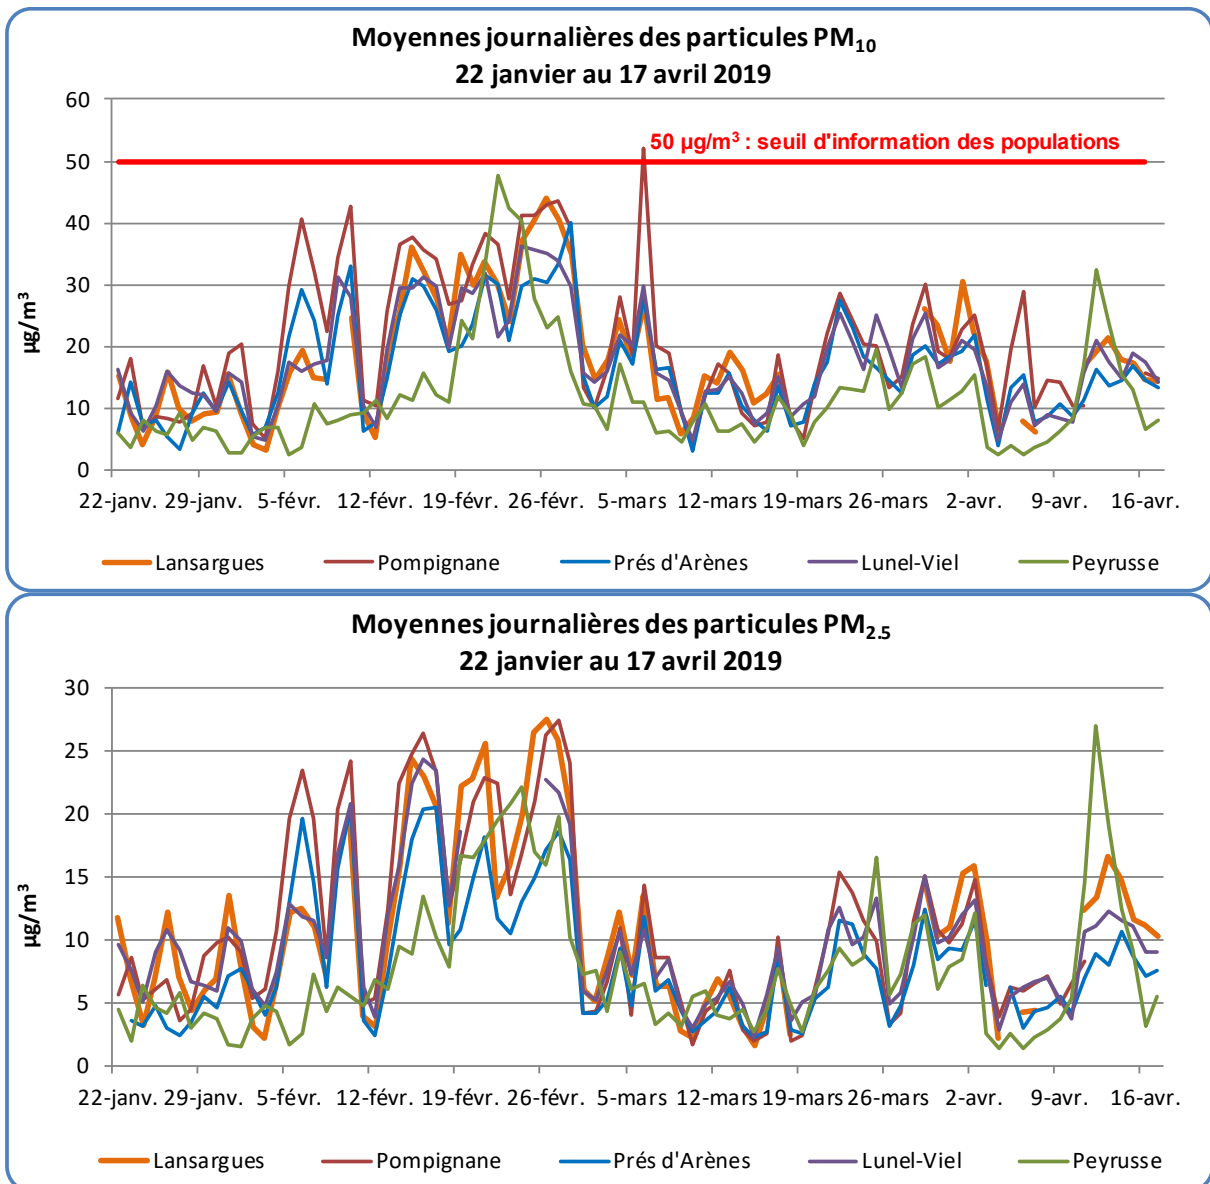 Moyennes journalières des particules PM₁₀
22 janvier au 17 avril 2019
60
50 µg/m³ : seuil d'information des populations
50
40
30
20
10
0
µg/m³
22-janv. 29-janv. 5-févr. 12-févr. 19-févr. 26-févr. 5-mars 12-mars 19-mars 26-mars 2-avr. 9-avr. 16-avr.
Lansargues Pompignane Prés d'Arènes Lunel-Viel Peyrusse
Moyennes journalières des particules PM₂.₅
22 janvier au 17 avril 2019
30
25
20
15
10
5
0
µg/m³
22-janv. 29-janv. 5-févr. 12-févr. 19-févr. 26-févr. 5-mars 12-mars 19-mars 26-mars 2-avr. 9-avr. 16-avr.
Lansargues Pompignane Prés d'Arènes Lunel-Viel Peyrusse